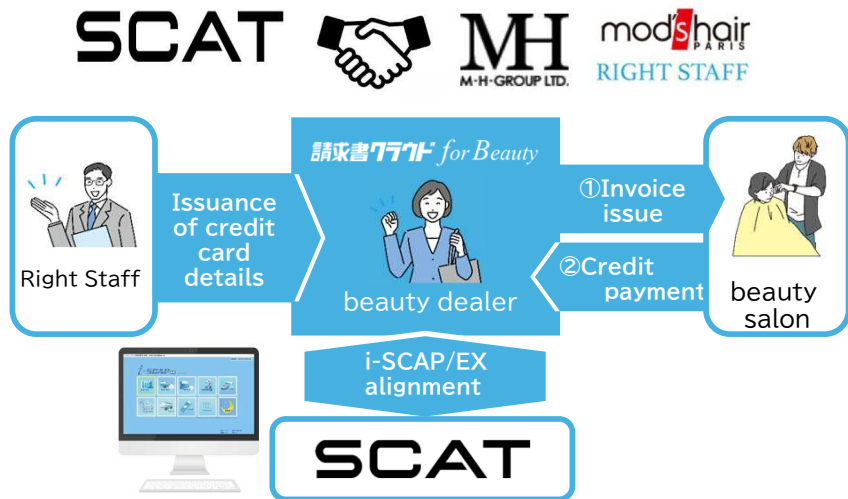 SCAT
MH
M-H-GROUP LTD.
mod's hair
PARIS
RIGHT STAFF
請求書クラウド for Beauty
Issuance
of credit
card
details
Right Staff
beauty dealer
①Invoice
issue
②Credit
payment
beauty
salon
i-SCAP/EX
alignment
i-SCAP
SCAT